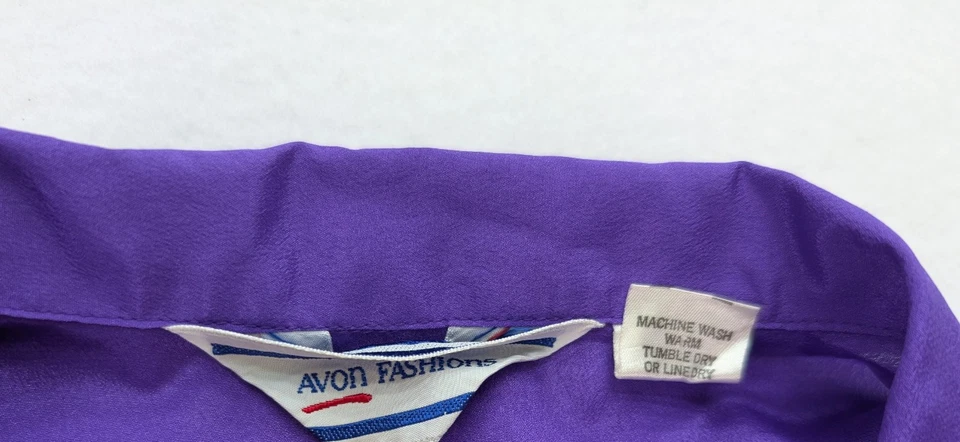 AVON FASHIONS
MACHINE WASH
WARM
TUMBLE DRY
OR LINE DRY